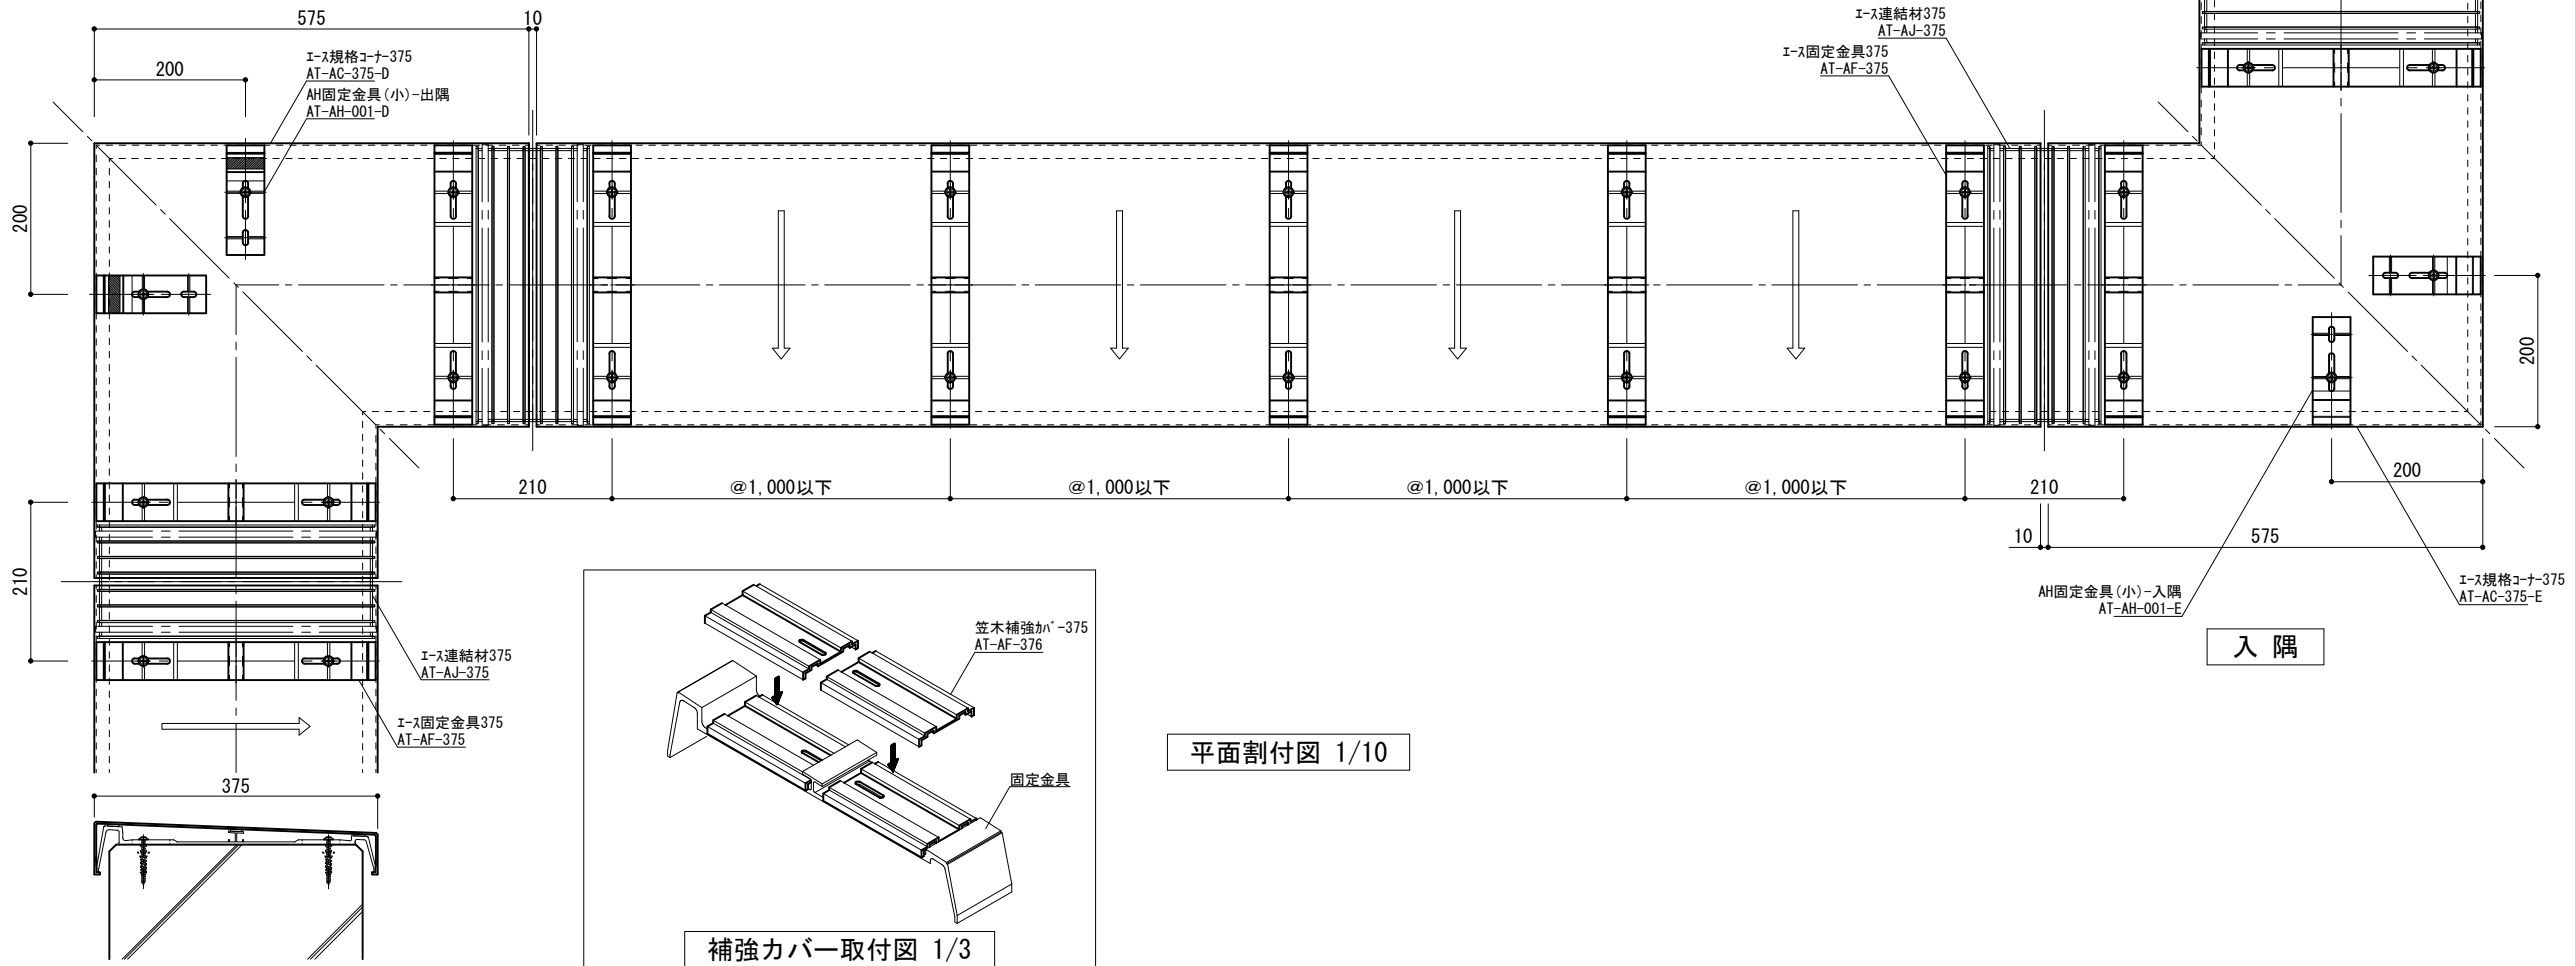 575
10
200
ｴｰｽ規格ｺｰﾅｰ375
AT-AC-375-D
AH固定金具(小)-出隅
AT-AH-001-D
ｴｰｽ連結材375
AT-AJ-375
ｴｰｽ固定金具375
AT-AF-375
200
200
210
@1,000以下
@1,000以下
@1,000以下
@1,000以下
210
200
10
575
210
ｴｰｽ連結材375
AT-AJ-375
ｴｰｽ固定金具375
AT-AF-375
AH固定金具(小)-入隅
AT-AH-001-E
ｴｰｽ規格ｺｰﾅｰ375
AT-AC-375-E
入 隅
笠木補強ｶﾊﾞｰ375
AT-AF-376
固定金具
平面割付図 1/10
375
補強カバー取付図 1/3